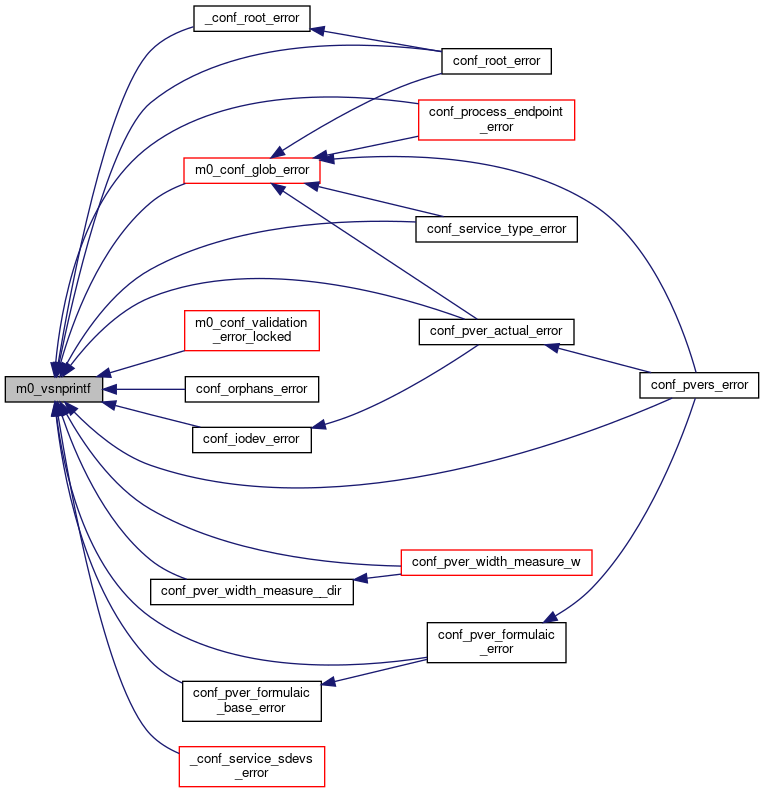 _conf_root_error
conf_root_error
conf_process_endpoint
_error
m0_conf_glob_error
conf_service_type_error
m0_conf_validation
_error_locked
conf_pver_actual_error
m0_vsnprintf
conf_orphans_error
conf_pvers_error
conf_iodev_error
conf_pver_width_measure_w
conf_pver_width_measure__dir
conf_pver_formulaic
_error
conf_pver_formulaic
_base_error
_conf_service_sdevs
_error